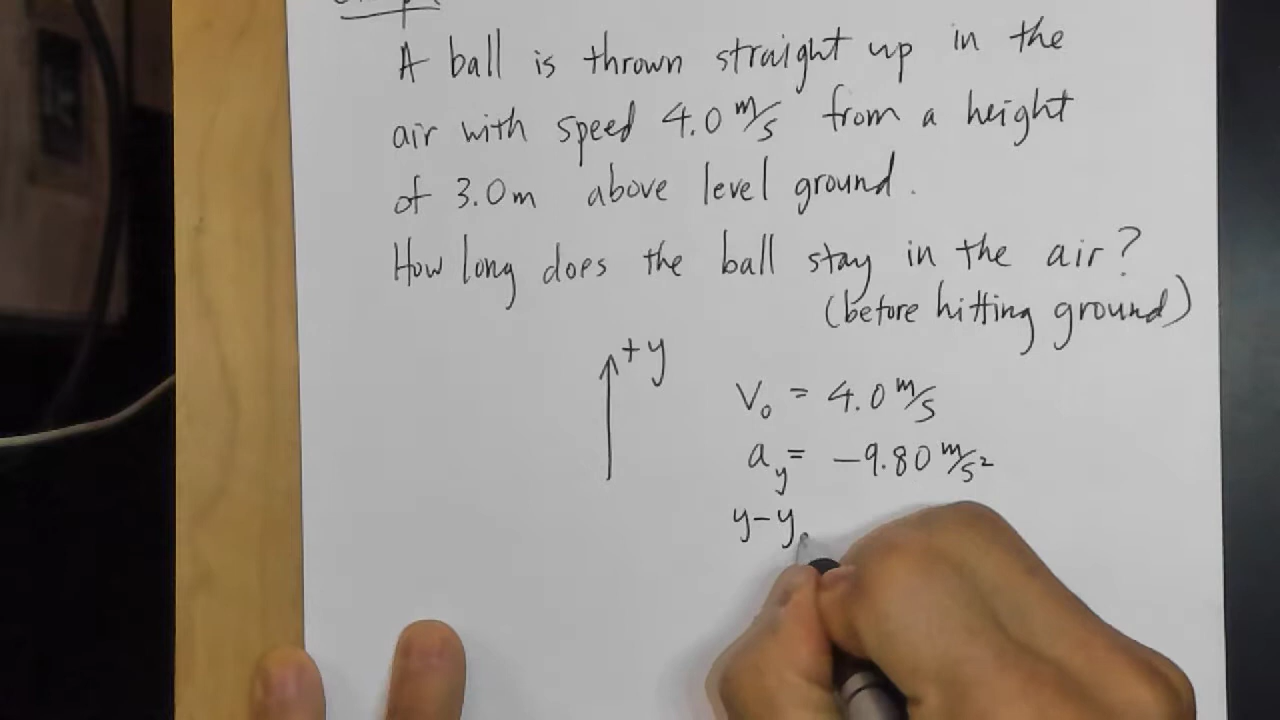 A ball is thrown straight up in the
air with speed 4.0 m/s from a height
of 3.0m above level ground.
How long does the ball stay in the air?
(before hitting ground)
+y
V₀ = 4.0 m/s
a_y = -9.80 m/s²
y-y₀